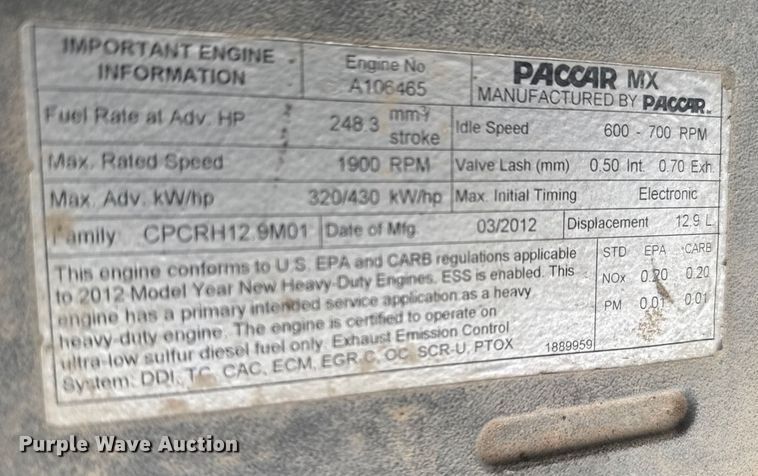 IMPORTANT ENGINE INFORMATION
Engine No A106465
PACCAR MX
MANUFACTURED BY PACCAR INC
Fuel Rate at Adv. HP 248.3 mm³/stroke
Idle Speed 600 - 700 RPM
Max. Rated Speed 1900 RPM
Valve Lash (mm) 0.50 Int. 0.70 Exh.
Max. Adv. kW/hp 320/430 kW/hp
Max. Initial Timing Electronic
Family CPCRH12.9M01
Date of Mfg. 03/2012
Displacement 12.9 L
This engine conforms to U.S. EPA and CARB regulations applicable
to 2012 Model Year New Heavy-Duty Engines. ESS is enabled. This
engine has a primary intended service application as a heavy
heavy-duty engine. The engine is certified to operate on
ultra-low sulfur diesel fuel only. Exhaust Emission Control
System: DDI, TC, CAC, ECM, EGR-C, OC, SCR-U, PTOX
1889959
STD EPA CARB
NOx 0.20 0.20
PM 0.01 0.01
Purple Wave Auction